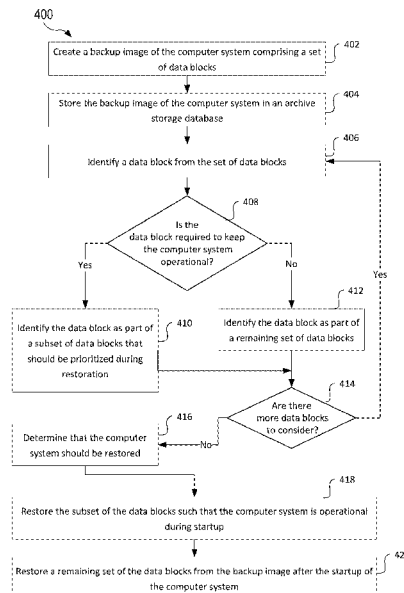 400
Create a backup image of the computer system comprising a set
of data blocks
402
Store the backup image of the computer system in an archive
storage database
404
Identify a data block from the set of data blocks
406
Is the
data block required to keep
the computer system
operational?
408
Yes
No
Yes
Identify the data block as part of
a subset of data blocks that
should be prioritized during
restoration
410
Identify the data block as part of
a remaining set of data blocks
412
Are there
more data blocks
to consider?
414
No
Determine that the computer
system should be restored
416
Restore the subset of the data blocks such that the computer system is operational
during startup
418
Restore a remaining set of the data blocks from the backup image after the startup of
the computer system
42